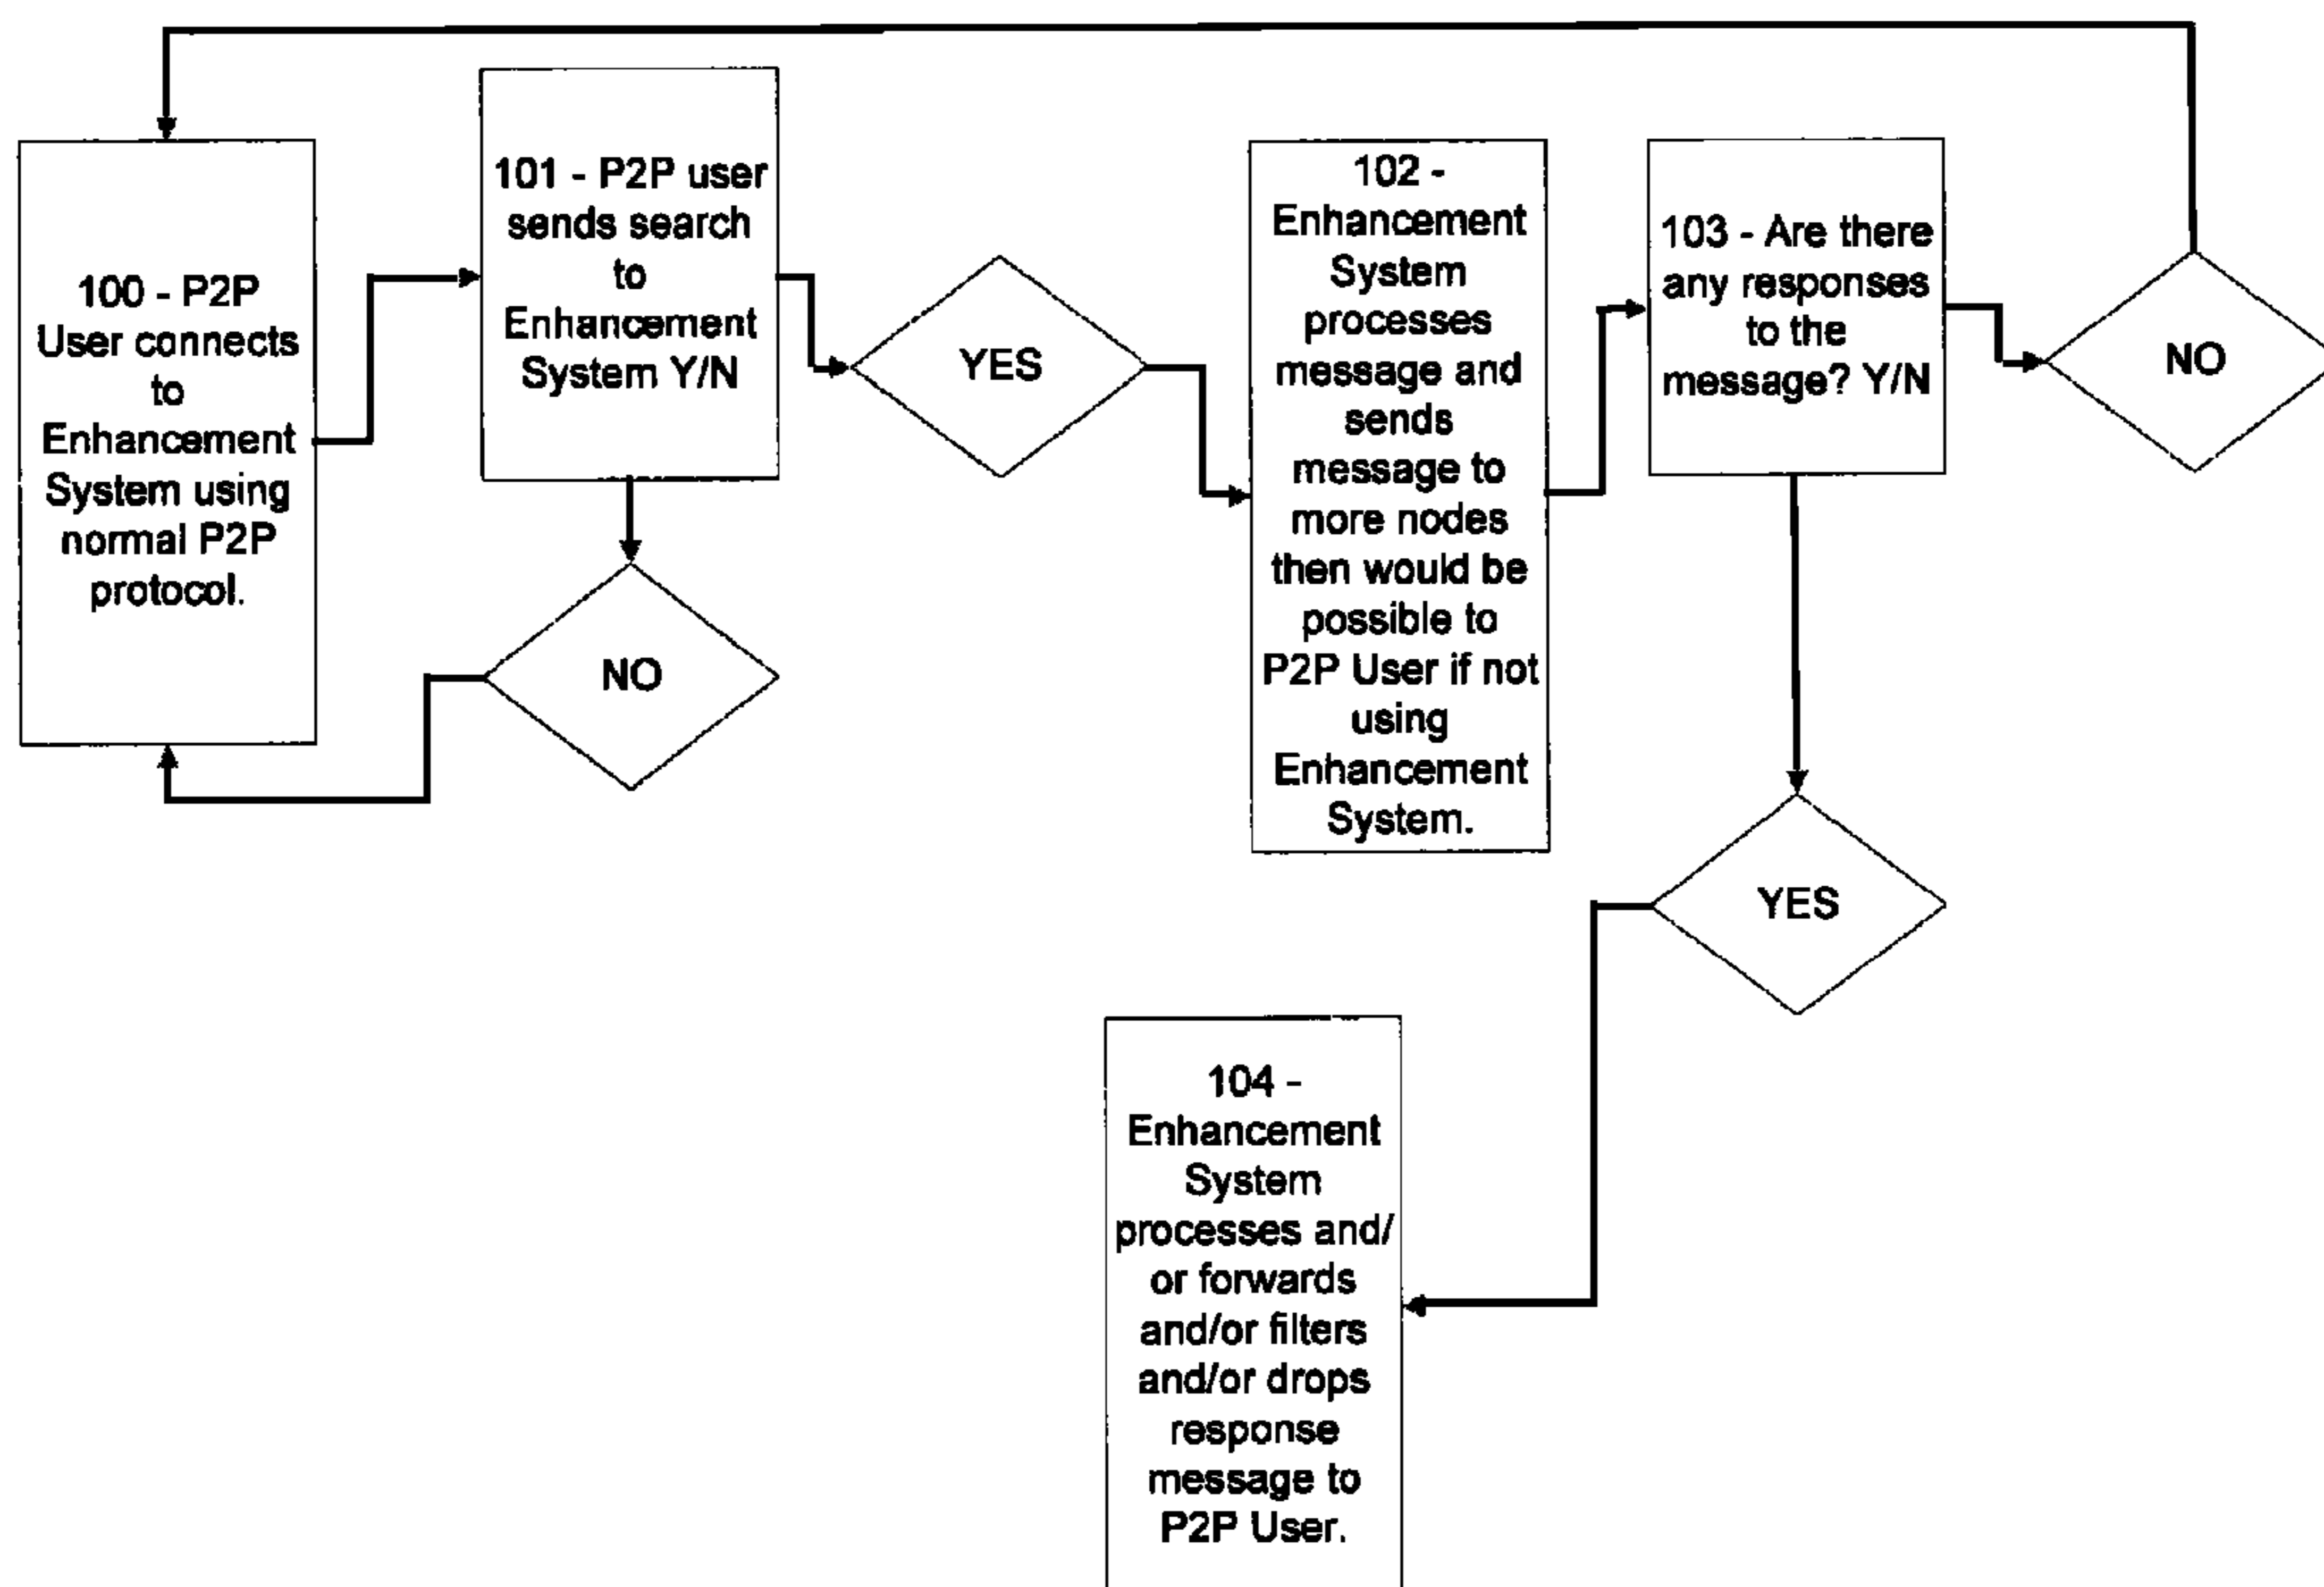 100 - P2P
User connects
to
Enhancement
System using
normal P2P
protocol.
101 - P2P user
sends search
to
Enhancement
System Y/N
NO
YES
102 -
Enhancement
System
processes
message and
sends
message to
more nodes
then would be
possible to
P2P User if not
using
Enhancement
System.
103 - Are there
any responses
to the
message? Y/N
NO
YES
104 -
Enhancement
System
processes and/
or forwards
and/or filters
and/or drops
response
message to
P2P User.